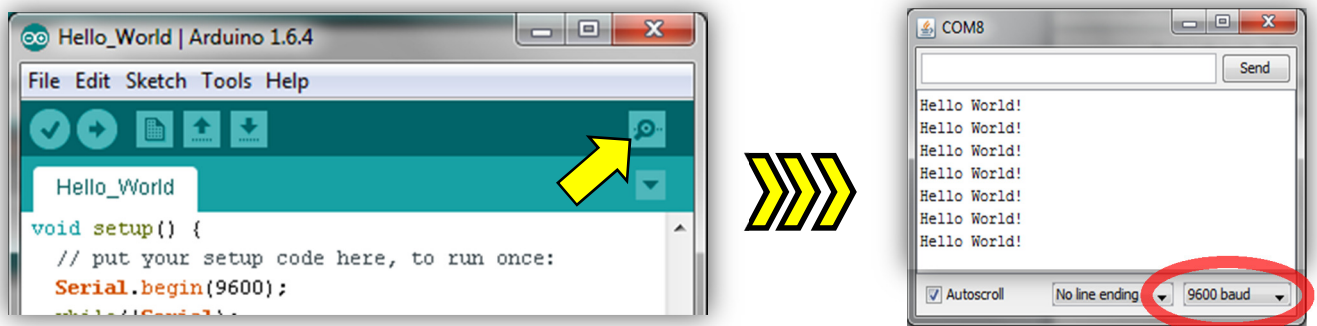 Hello_World | Arduino 1.6.4
File Edit Sketch Tools Help
Hello_World
void setup() {
// put your setup code here, to run once:
Serial.begin(9600);
COM8
Send
Hello World!
Hello World!
Hello World!
Hello World!
Hello World!
Hello World!
Hello World!
Autoscroll
No line ending
9600 baud